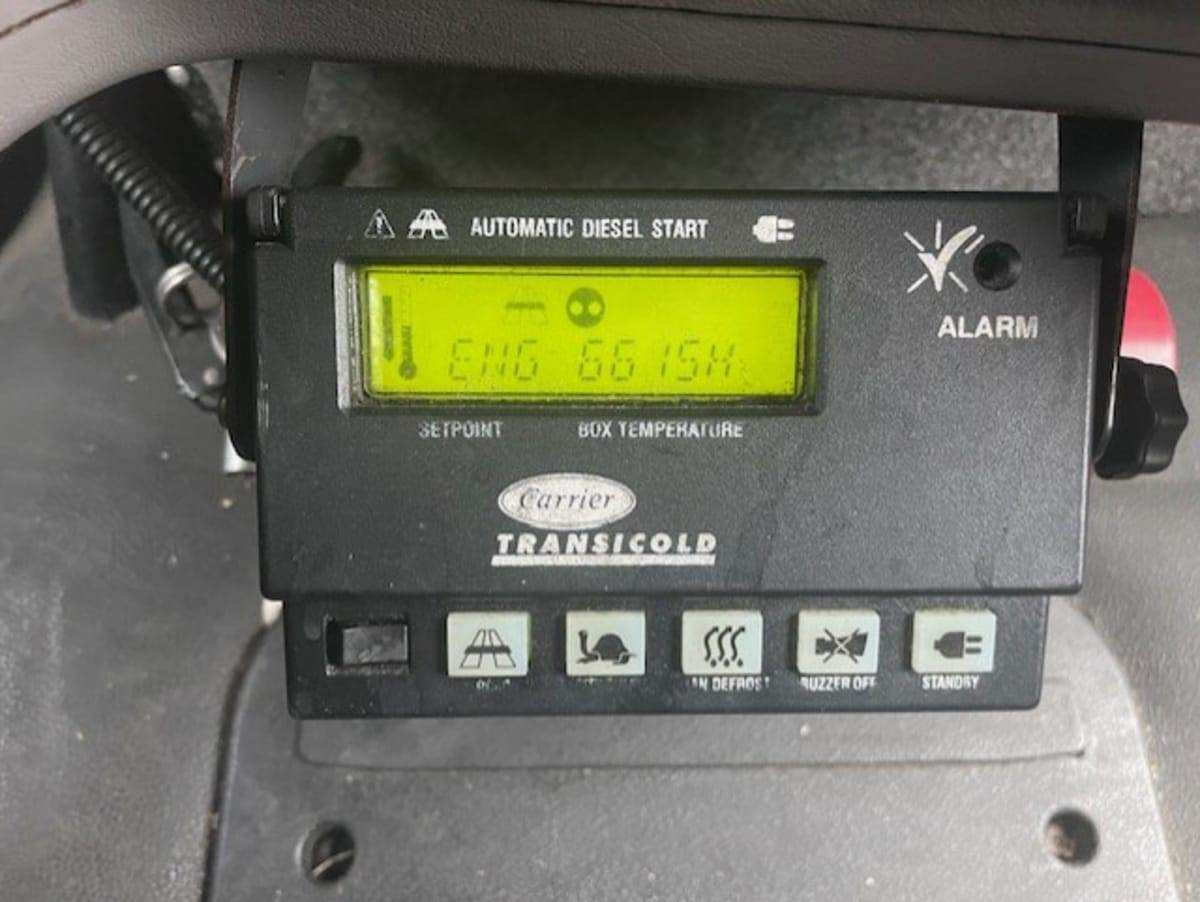 AUTOMATIC DIESEL START
ALARM
ENG 6615H
SETPOINT
BOX TEMPERATURE
Carrier
TRANSICOLD
DEFROST
BUZZER OFF
STANDBY